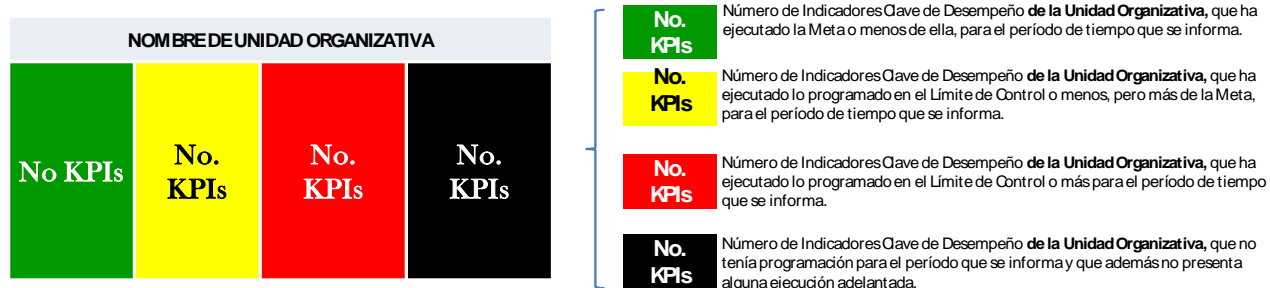 NOMBRE DE UNIDAD ORGANIZATIVA
No KPIs
No.
KPIs
No.
KPIs
No.
KPIs
No.
KPIs
Número de Indicadores Clave de Desempeño de la Unidad Organizativa, que ha
ejecutado la Meta o menos de ella, para el período de tiempo que se informa.
No.
KPIs
Número de Indicadores Clave de Desempeño de la Unidad Organizativa, que ha
ejecutado lo programado en el Límite de Control o menos, pero más de la Meta,
para el período de tiempo que se informa.
No.
KPIs
Número de Indicadores Clave de Desempeño de la Unidad Organizativa, que ha
ejecutado lo programado en el Límite de Control o más para el período de tiempo
que se informa.
No.
KPIs
Número de Indicadores Clave de Desempeño de la Unidad Organizativa, que no
tenía programación para el período que se informa y que además no presenta
alguna ejecución adelantada.